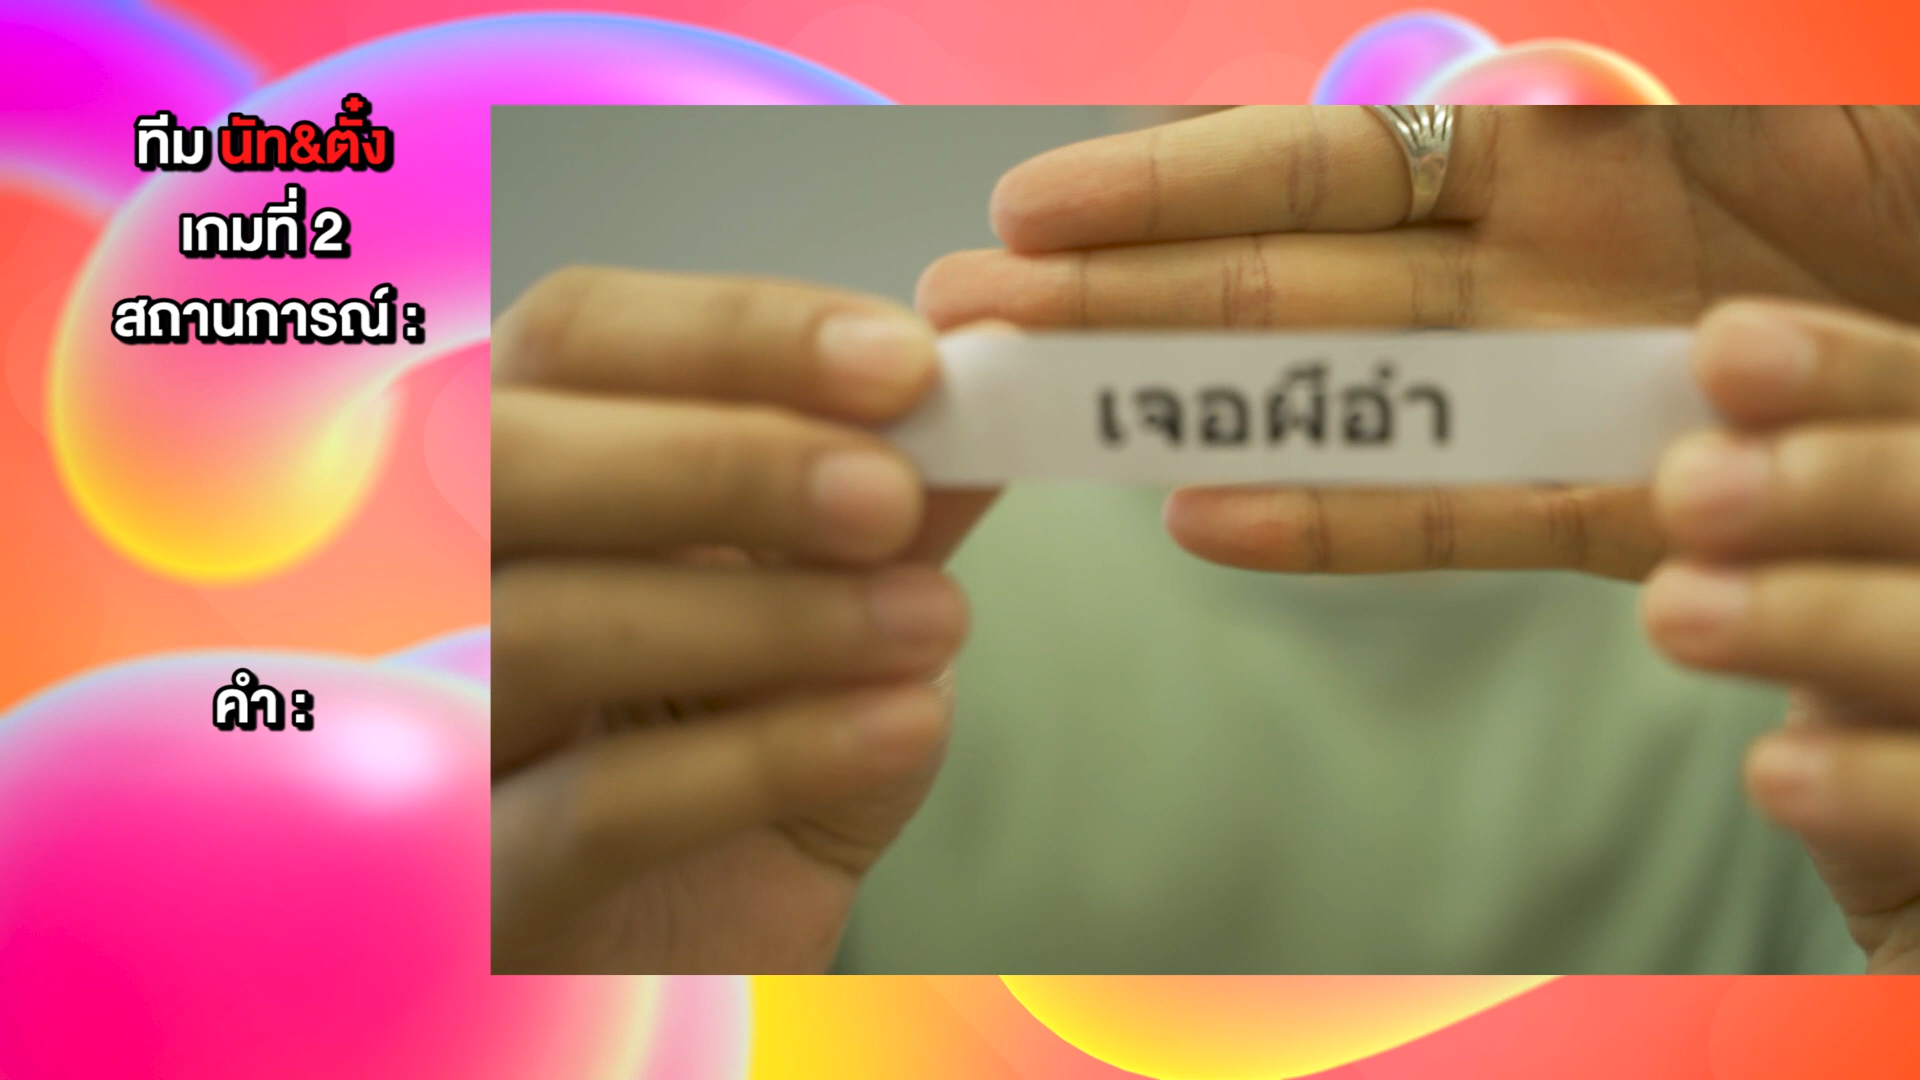 ทีม นัท&ตั๋ง
เกมที่ 2
สถานการณ์ :
คำ :
เจอผีอำ